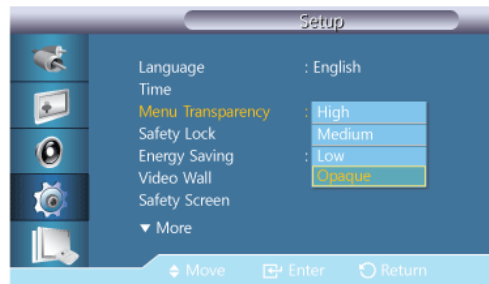 Setup
Language : English
Time
Menu Transparency : High
Medium
Safety Lock
Energy Saving : Low
Opaque
Video Wall
Safety Screen
▼ More
Move Enter Return